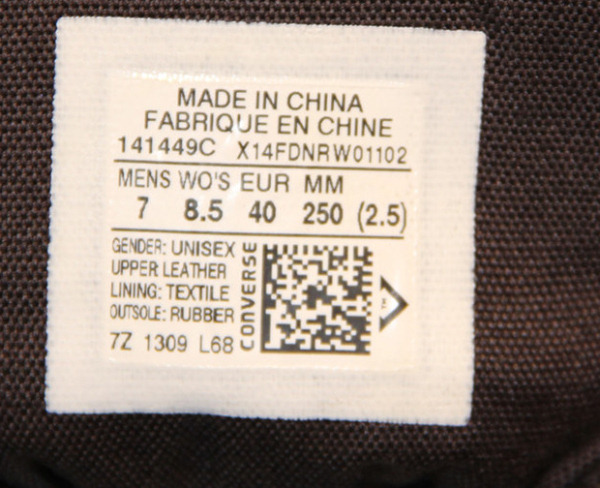 MADE IN CHINA
FABRIQUE EN CHINE
141449C X14FDNRW01102
MENS WO'S EUR MM
7 8.5 40 250 (2.5)
GENDER: UNISEX
UPPER: LEATHER
LINING: TEXTILE
OUTSOLE: RUBBER
7Z 1309 L68
CONVERSE
TM